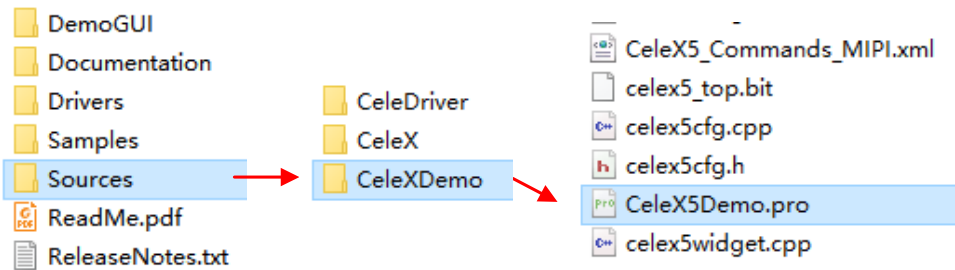 DemoGUI
Documentation
Drivers
Samples
Sources
ReadMe.pdf
ReleaseNotes.txt
CeleDriver
CeleX
CeleXDemo
CeleX5_Commands_MIPI.xml
celex5_top.bit
celex5cfg.cpp
celex5cfg.h
CeleX5Demo.pro
celex5widget.cpp